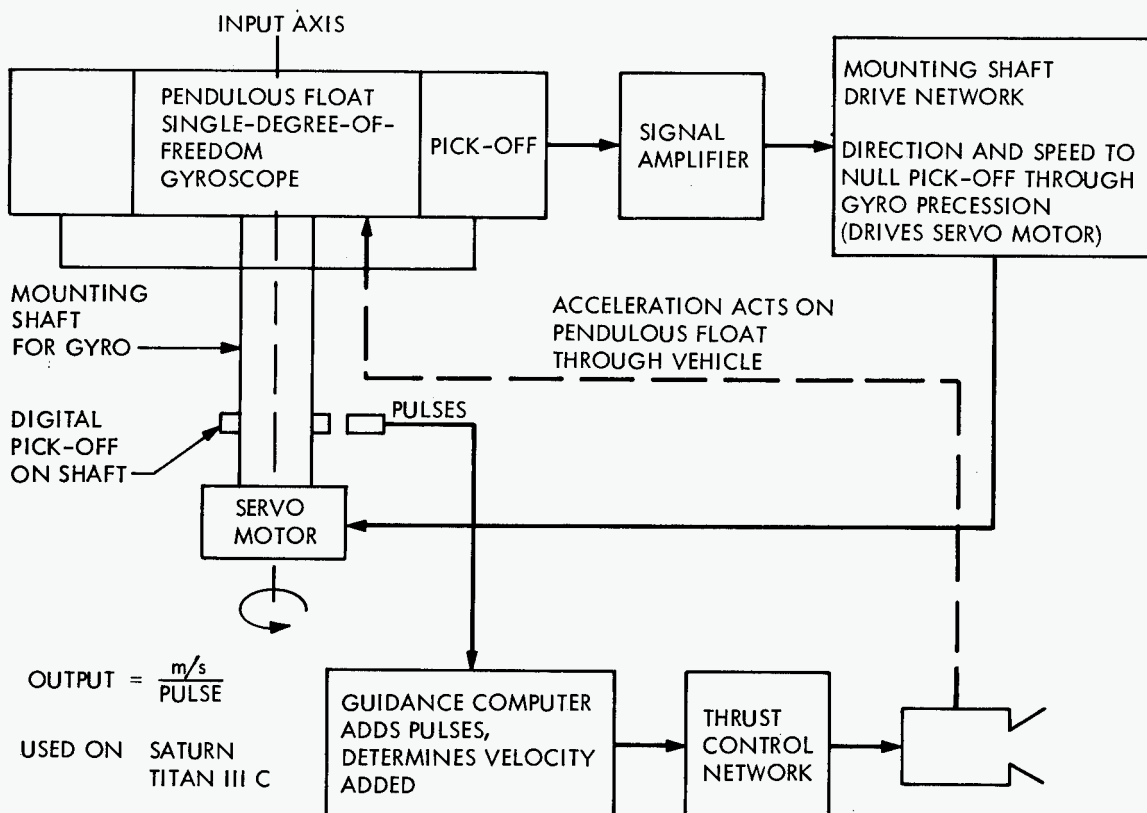 INPUT AXIS
PENDULOUS FLOAT
SINGLE-DEGREE-OF-
FREEDOM
GYROSCOPE
PICK-OFF
SIGNAL
AMPLIFIER
MOUNTING SHAFT
DRIVE NETWORK
DIRECTION AND SPEED TO
NULL PICK-OFF THROUGH
GYRO PRECESSION
(DRIVES SERVO MOTOR)
MOUNTING
SHAFT
FOR GYRO
ACCELERATION ACTS ON
PENDULOUS FLOAT
THROUGH VEHICLE
DIGITAL
PICK-OFF
ON SHAFT
PULSES
SERVO
MOTOR
OUTPUT = m/s
PULSE
USED ON SATURN
TITAN III C
GUIDANCE COMPUTER
ADDS PULSES,
DETERMINES VELOCITY
ADDED
THRUST
CONTROL
NETWORK